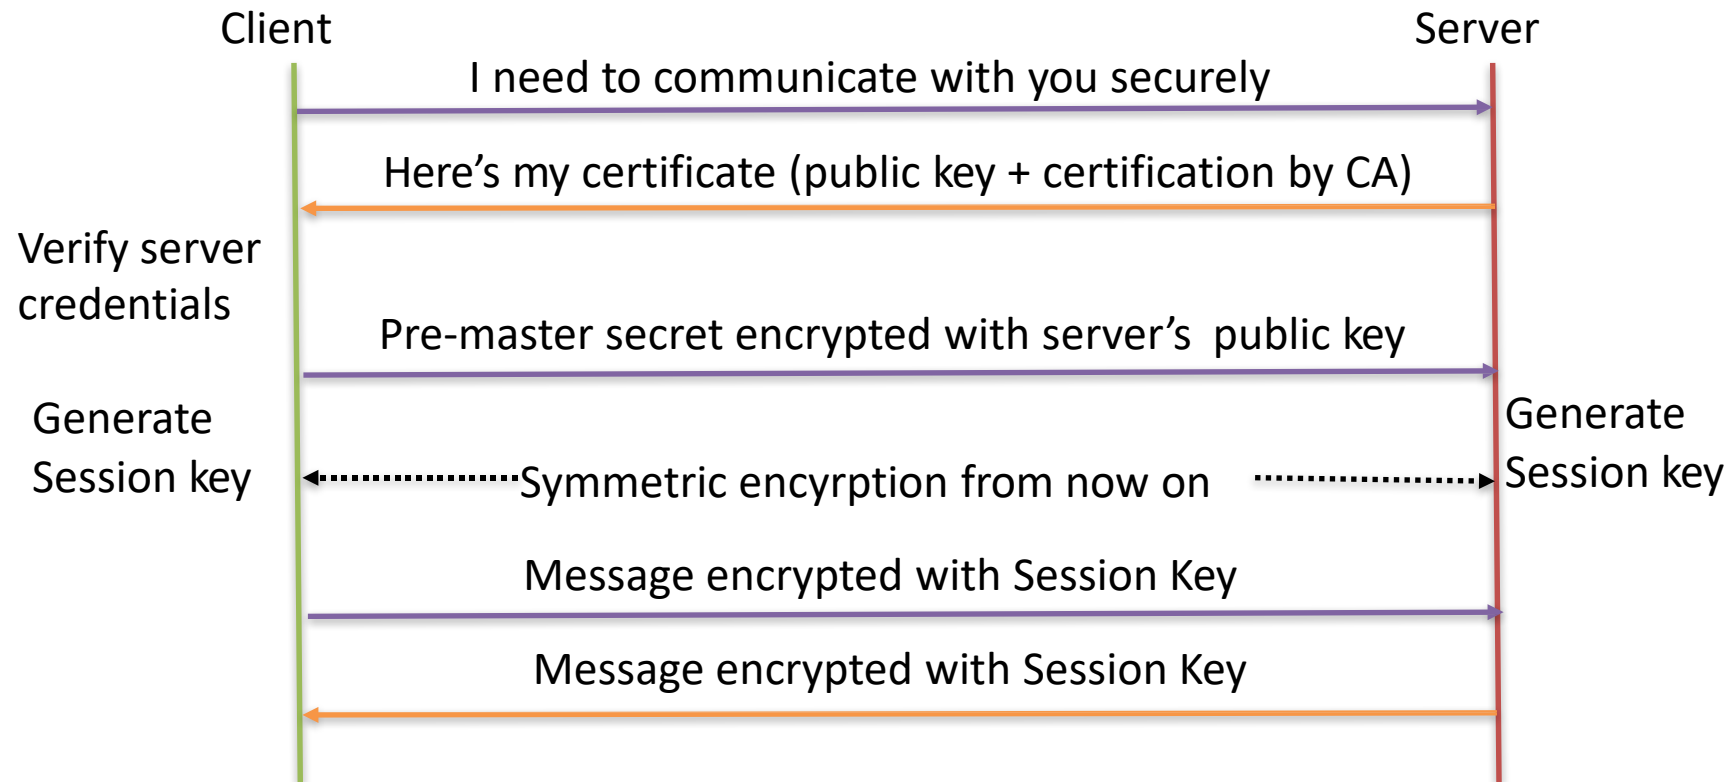 Client
Server
I need to communicate with you securely
Here’s my certificate (public key + certification by CA)
Verify server
credentials
Pre-master secret encrypted with server’s  public key
Generate
Session key
Generate
Session key
Symmetric encyrption from now on
Message encrypted with Session Key
Message encrypted with Session Key